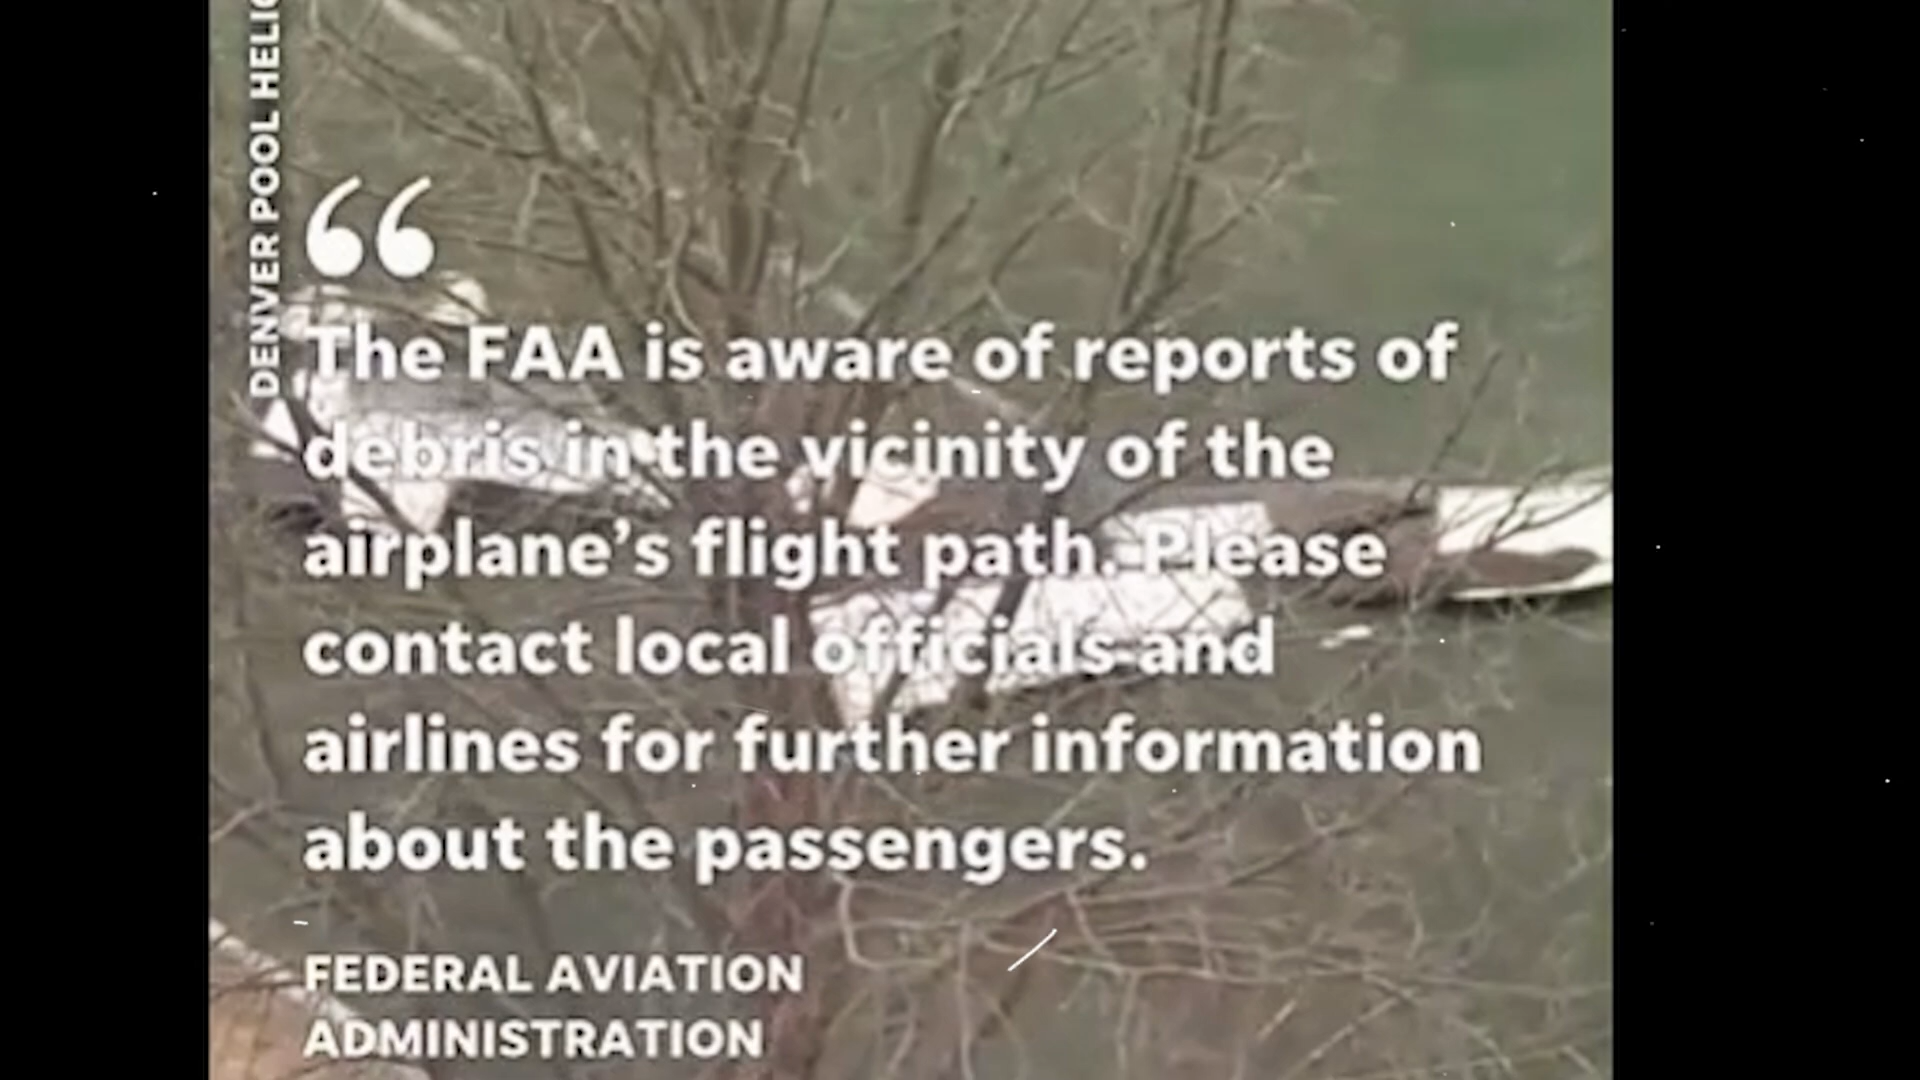 DENVER POOL
“
The FAA is aware of reports of
debris in the vicinity of the
airplane’s flight path. Please
contact local officials and
airlines for further information
about the passengers.
FEDERAL AVIATION
ADMINISTRATION